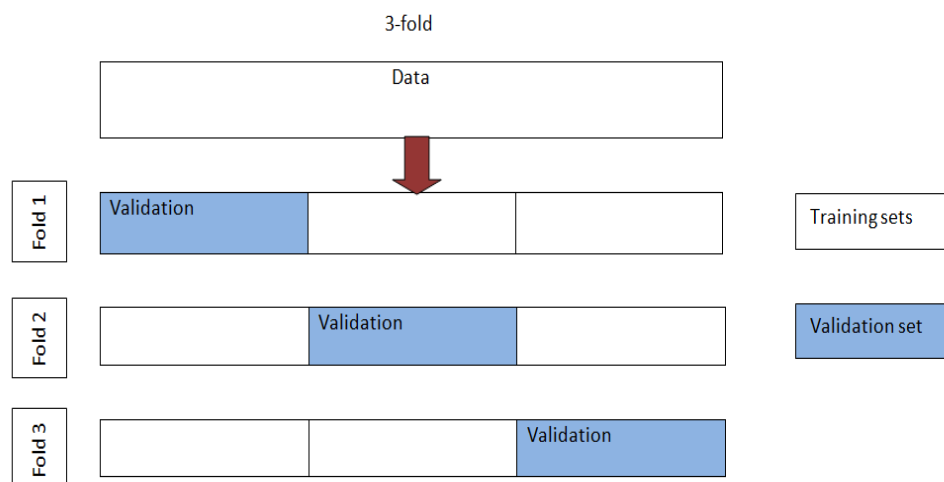 3-fold
Data
Fold 1
Validation
Training sets
Fold 2
Validation
Validation set
Fold 3
Validation